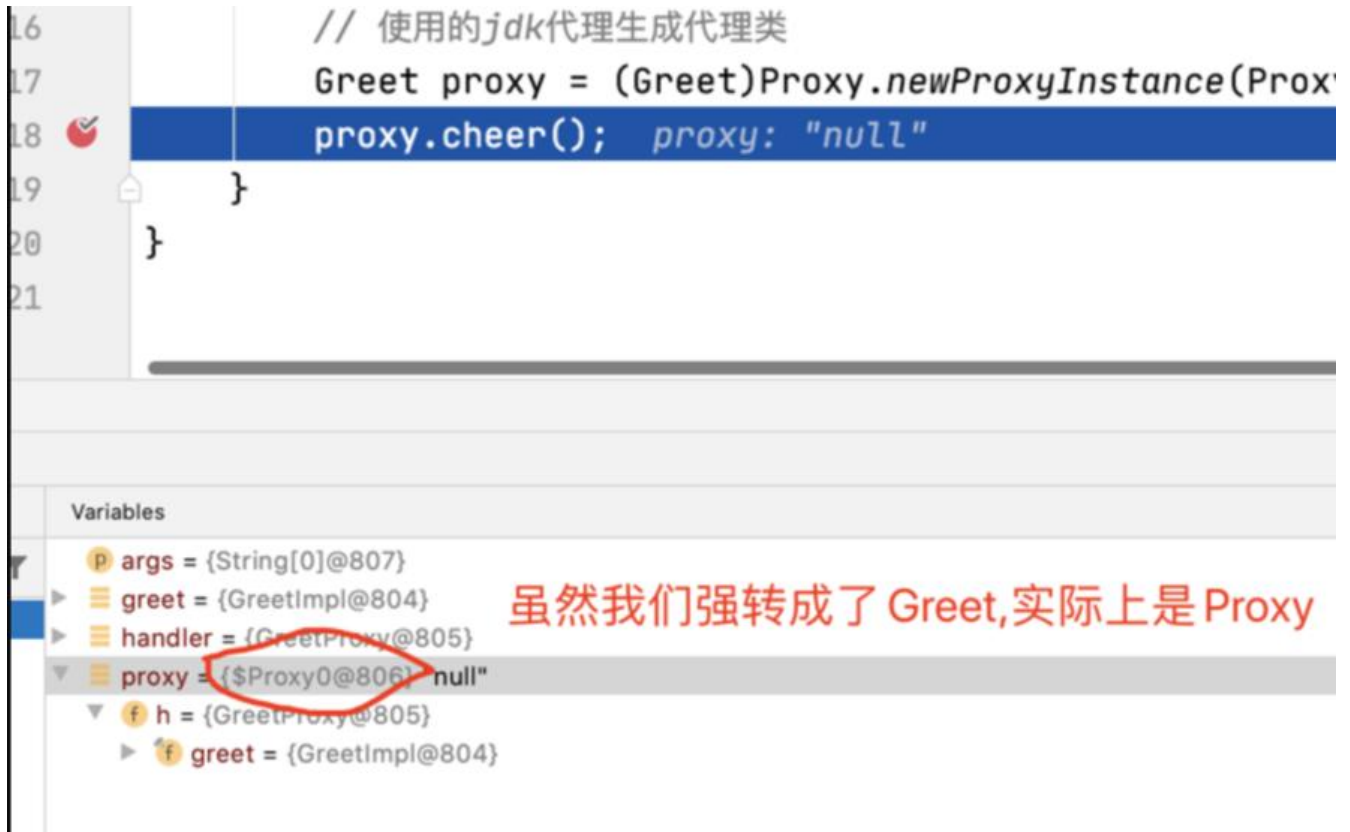 16 // 使用的jdk代理生成代理类
17 Greet proxy = (Greet)Proxy.newProxyInstance(Prox
18 proxy.cheer(); proxy: "null"
19 }
20 }
21
Variables
p args = {String[0]@807}
greet = {GreetImpl@804}
虽然我们强转成了Greet,实际上是Proxy
handler = {GreetProxy@805}
proxy = {$Proxy0@806} "null"
f h = {GreetProxy@805}
f greet = {GreetImpl@804}